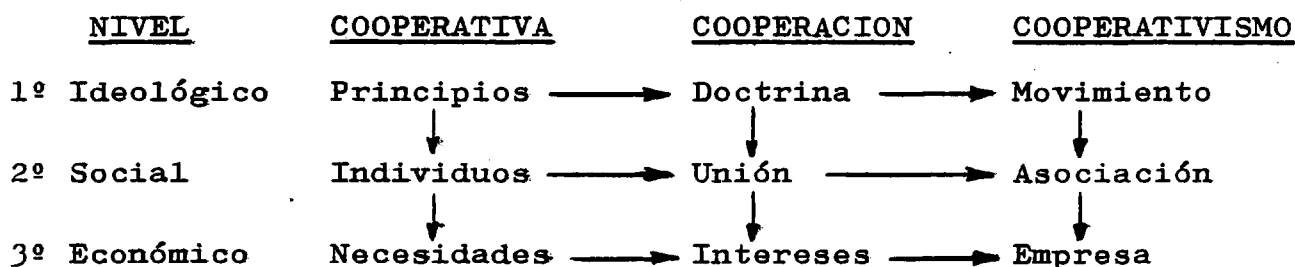 NIVEL COOPERATIVA COOPERACION COOPERATIVISMO
1º Ideológico Principios Doctrina Movimiento
2º Social Individuos Unión Asociación
3º Económico Necesidades Intereses Empresa